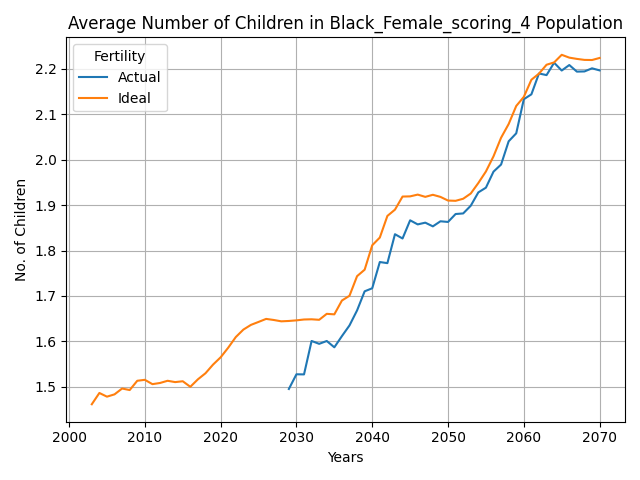 Average Number of Children in Black_Female_scoring_4 Population
Fertility
Actual
Ideal
No. of Children
2.2
2.1
2.0
1.9
1.8
1.7
1.6
1.5
2000 2010 2020 2030 2040 2050 2060 2070
Years